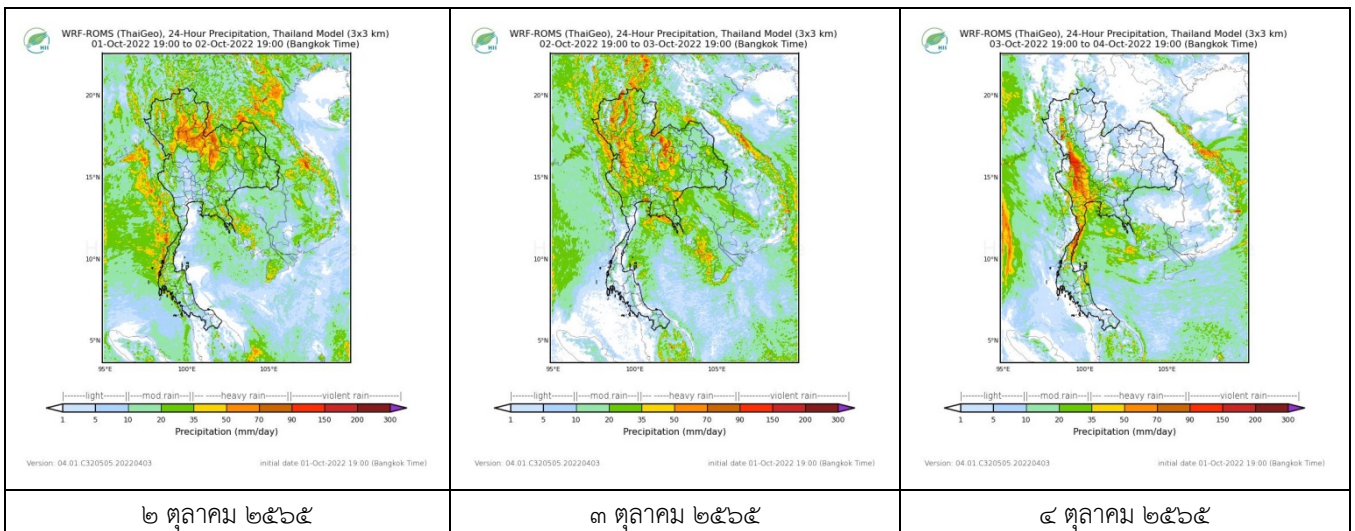 HII
WRF-ROMS (ThaiGeo), 24-Hour Precipitation, Thailand Model (3x3 km)
01-Oct-2022 19:00 to 02-Oct-2022 19:00 (Bangkok Time)
20°N
15°N
10°N
5°N
95°E 100°E 105°E
|------light-----||---mod rain--||--- ---heavy rain------||------violent rain------|
1 5 10 20 35 50 70 90 150 200 300
Precipitation (mm/day)
Version: 04.01.C320505.20220403 initial date 01-Oct-2022 19:00 (Bangkok Time)
๒ ตุลาคม ๒๕๖๕
HII
WRF-ROMS (ThaiGeo), 24-Hour Precipitation, Thailand Model (3x3 km)
02-Oct-2022 19:00 to 03-Oct-2022 19:00 (Bangkok Time)
20°N
15°N
10°N
5°N
95°E 100°E 105°E
|------light-----||---mod rain--||--- ---heavy rain------||------violent rain------|
1 5 10 20 35 50 70 90 150 200 300
Precipitation (mm/day)
Version: 04.01.C320505.20220403 initial date 01-Oct-2022 19:00 (Bangkok Time)
๓ ตุลาคม ๒๕๖๕
HII
WRF-ROMS (ThaiGeo), 24-Hour Precipitation, Thailand Model (3x3 km)
03-Oct-2022 19:00 to 04-Oct-2022 19:00 (Bangkok Time)
20°N
15°N
10°N
5°N
95°E 100°E 105°E
|------light-----||---mod rain--||--- ---heavy rain------||------violent rain------|
1 5 10 20 35 50 70 90 150 200 300
Precipitation (mm/day)
Version: 04.01.C320505.20220403 initial date 01-Oct-2022 19:00 (Bangkok Time)
๔ ตุลาคม ๒๕๖๕